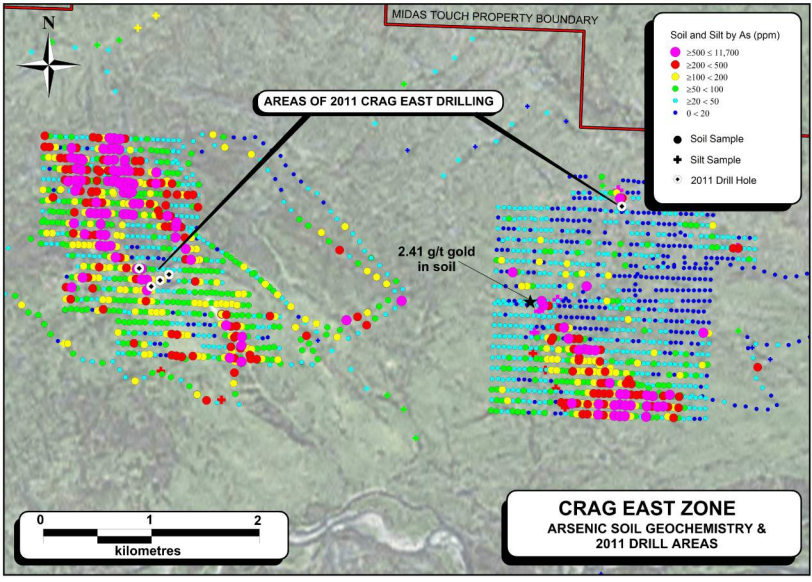 MIDAS TOUCH PROPERTY BOUNDARY
N
Soil and Silt by As (ppm)
≥500 ≤ 11,700
≥200 < 500
≥100 < 200
≥50 < 100
≥20 < 50
0 < 20
Soil Sample
Silt Sample
2011 Drill Hole
AREAS OF 2011 CRAG EAST DRILLING
2.41 g/t gold
in soil
0 1 2
kilometres
CRAG EAST ZONE
ARSENIC SOIL GEOCHEMISTRY &
2011 DRILL AREAS